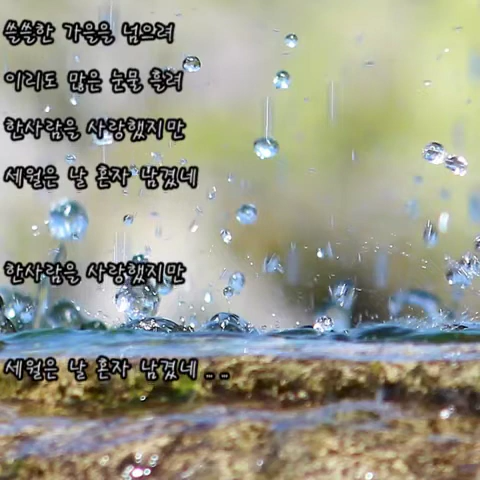 쓸쓸한 가을을 넘으려
이리도 많은 눈물 흘려
한사람을 사랑했지만
세월은 날 혼자 남겼네
한사람을 사랑했지만
세월은 날 혼자 남겼네 ... ...